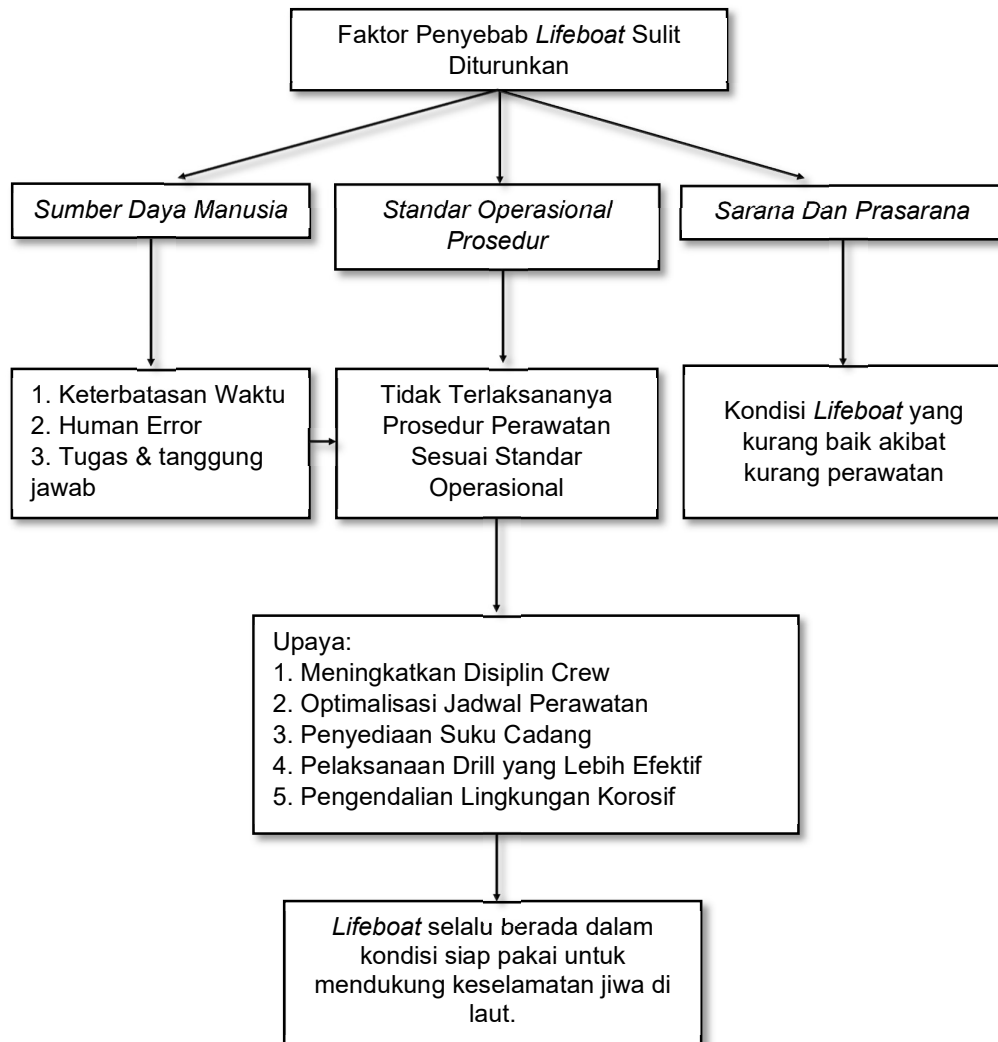 Faktor Penyebab Lifeboat Sulit
Diturunkan
Sumber Daya Manusia
Standar Operasional
Prosedur
Sarana Dan Prasarana
1. Keterbatasan Waktu
2. Human Error
3. Tugas & tanggung
jawab
Tidak Terlaksananya
Prosedur Perawatan
Sesuai Standar
Operasional
Kondisi Lifeboat yang
kurang baik akibat
kurang perawatan
Upaya:
1. Meningkatkan Disiplin Crew
2. Optimalisasi Jadwal Perawatan
3. Penyediaan Suku Cadang
4. Pelaksanaan Drill yang Lebih Efektif
5. Pengendalian Lingkungan Korosif
Lifeboat selalu berada dalam
kondisi siap pakai untuk
mendukung keselamatan jiwa di
laut.